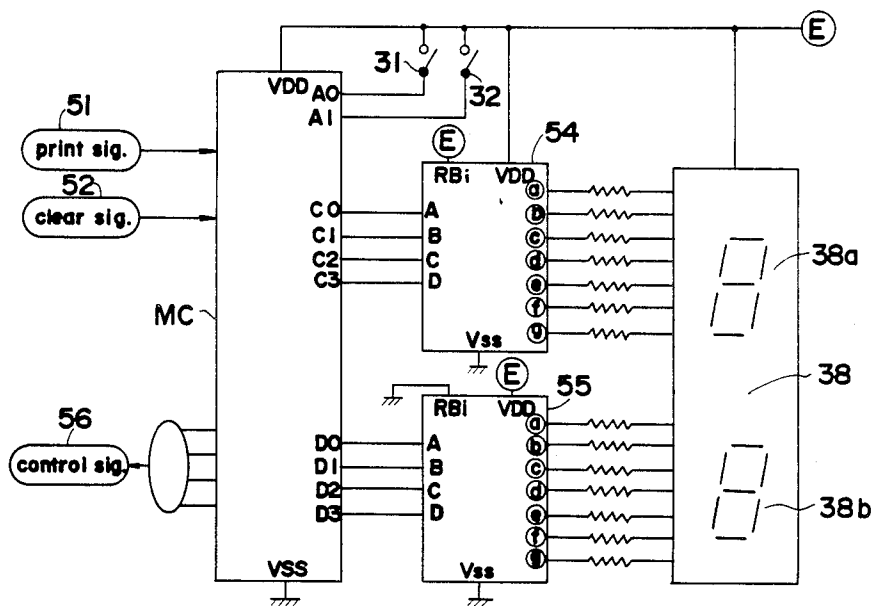 E
VDD
31
32
A0
A1
51
print sig.
52
clear sig.
E
54
RBi
VDD
a
b
c
d
e
f
g
C0
C1
C2
C3
A
B
C
D
Vss
MC
38a
38
E
55
RBi
VDD
a
b
c
d
e
f
g
D0
D1
D2
D3
A
B
C
D
Vss
56
control sig.
38b
VSS